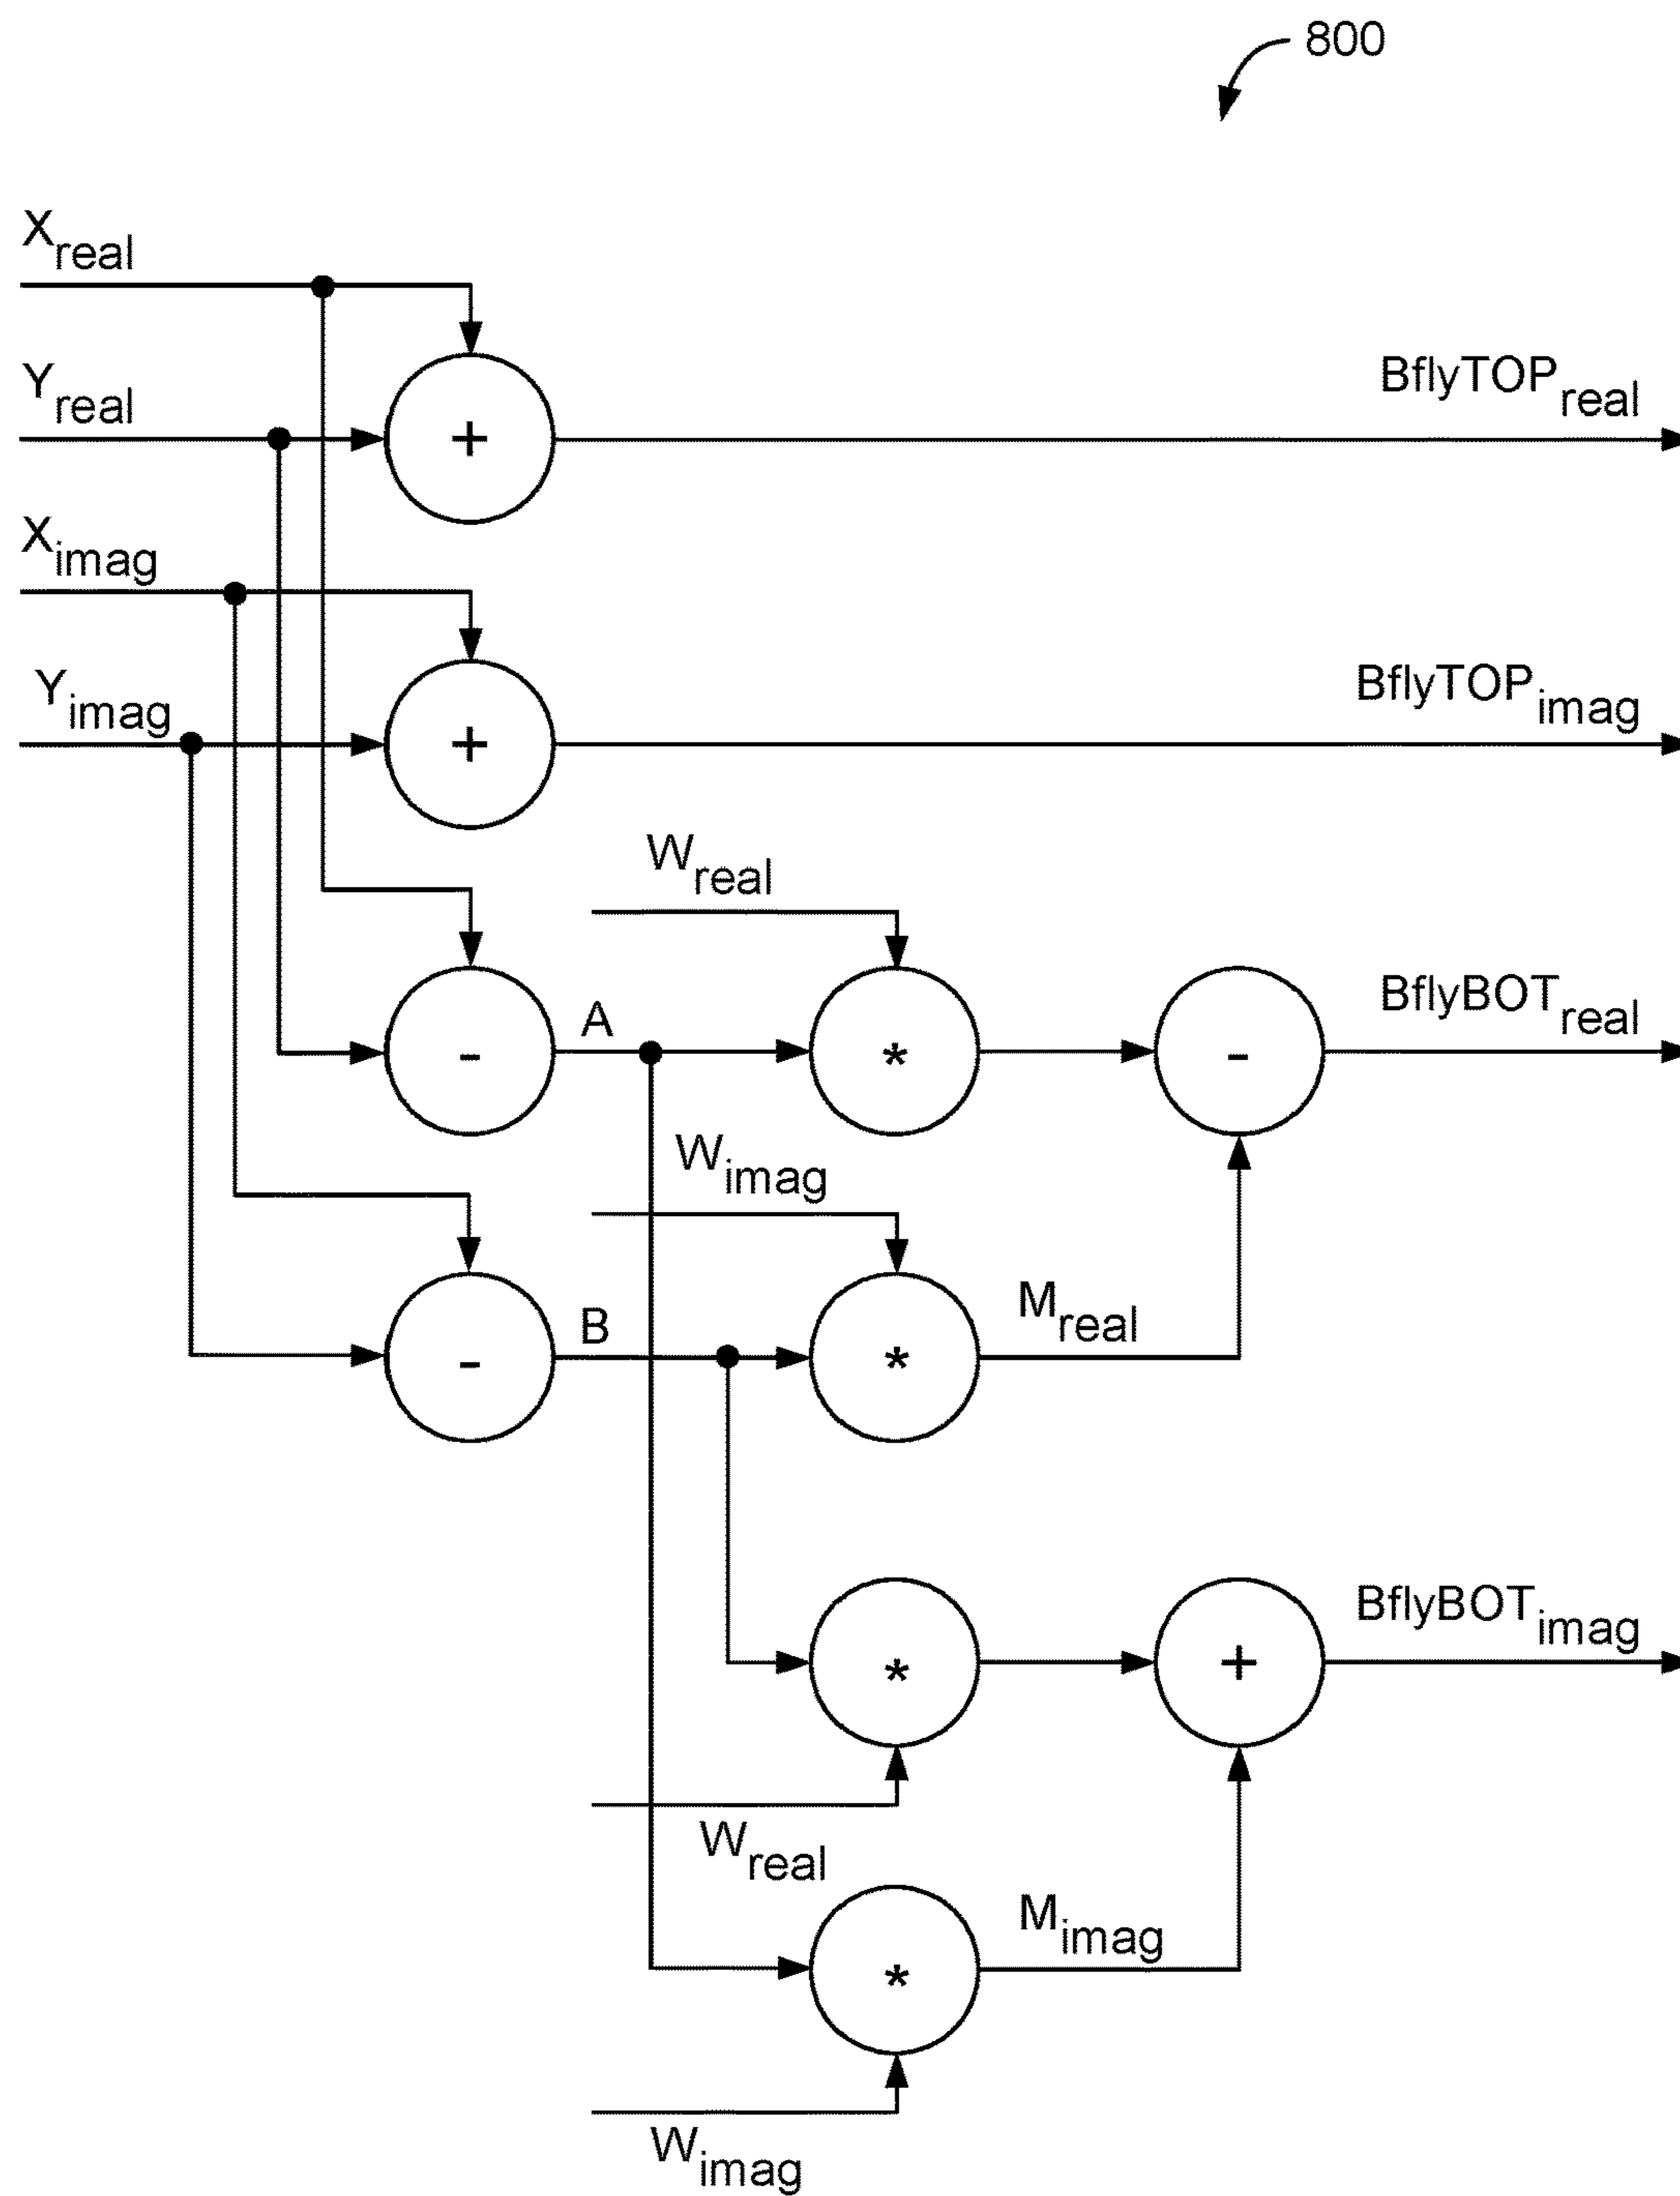 800
Xreal
Yreal
BflyTOPreal
Ximag
Yimag
BflyTOPimag
+
+
Wreal
A
-
*
-
BflyBOTreal
Wimag
B
-
*
Mreal
*
+
BflyBOTimag
Wreal
*
Mimag
Wimag